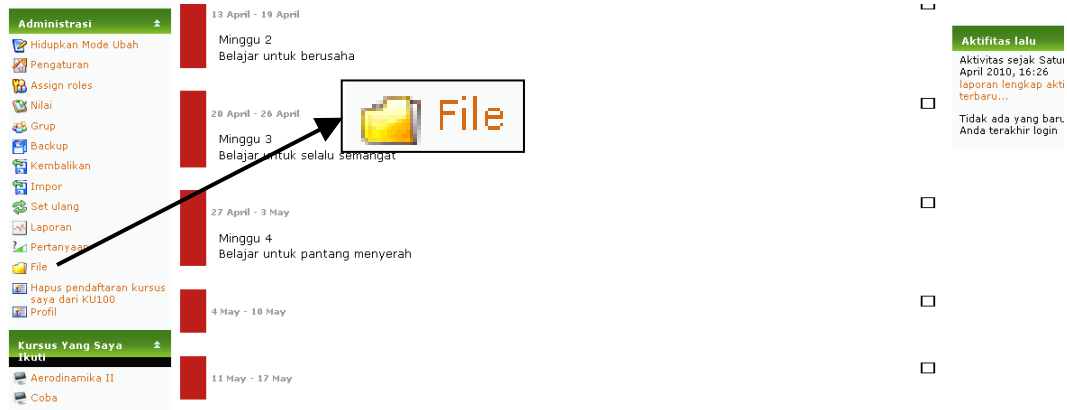 Administrasi
Hidupkan Mode Ubah
Pengaturan
Assign roles
Nilai
Grup
Backup
Kembalikan
Impor
Set ulang
Laporan
Pertanyaan
File
Hapus pendaftaran kursus
saya dari KU100
Profil
Kursus Yang Saya
Ikuti
Aerodinamika II
Coba
13 April - 19 April
Minggu 2
Belajar untuk berusaha
20 April - 26 April
Minggu 3
Belajar untuk selalu semangat
File
27 April - 3 May
Minggu 4
Belajar untuk pantang menyerah
4 May - 10 May
11 May - 17 May
Aktifitas lalu
Aktivitas sejak Satur
April 2010, 16:26
laporan lengkap akti
terbaru...
Tidak ada yang baru
Anda terakhir login